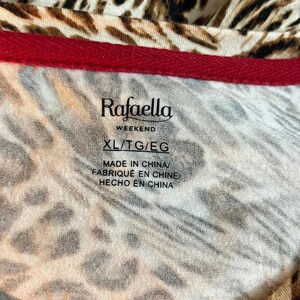 Rafaella
WEEKEND
XL/TG/EG
MADE IN CHINA/
FABRIQUÉ EN CHINE/
HECHO EN CHINA